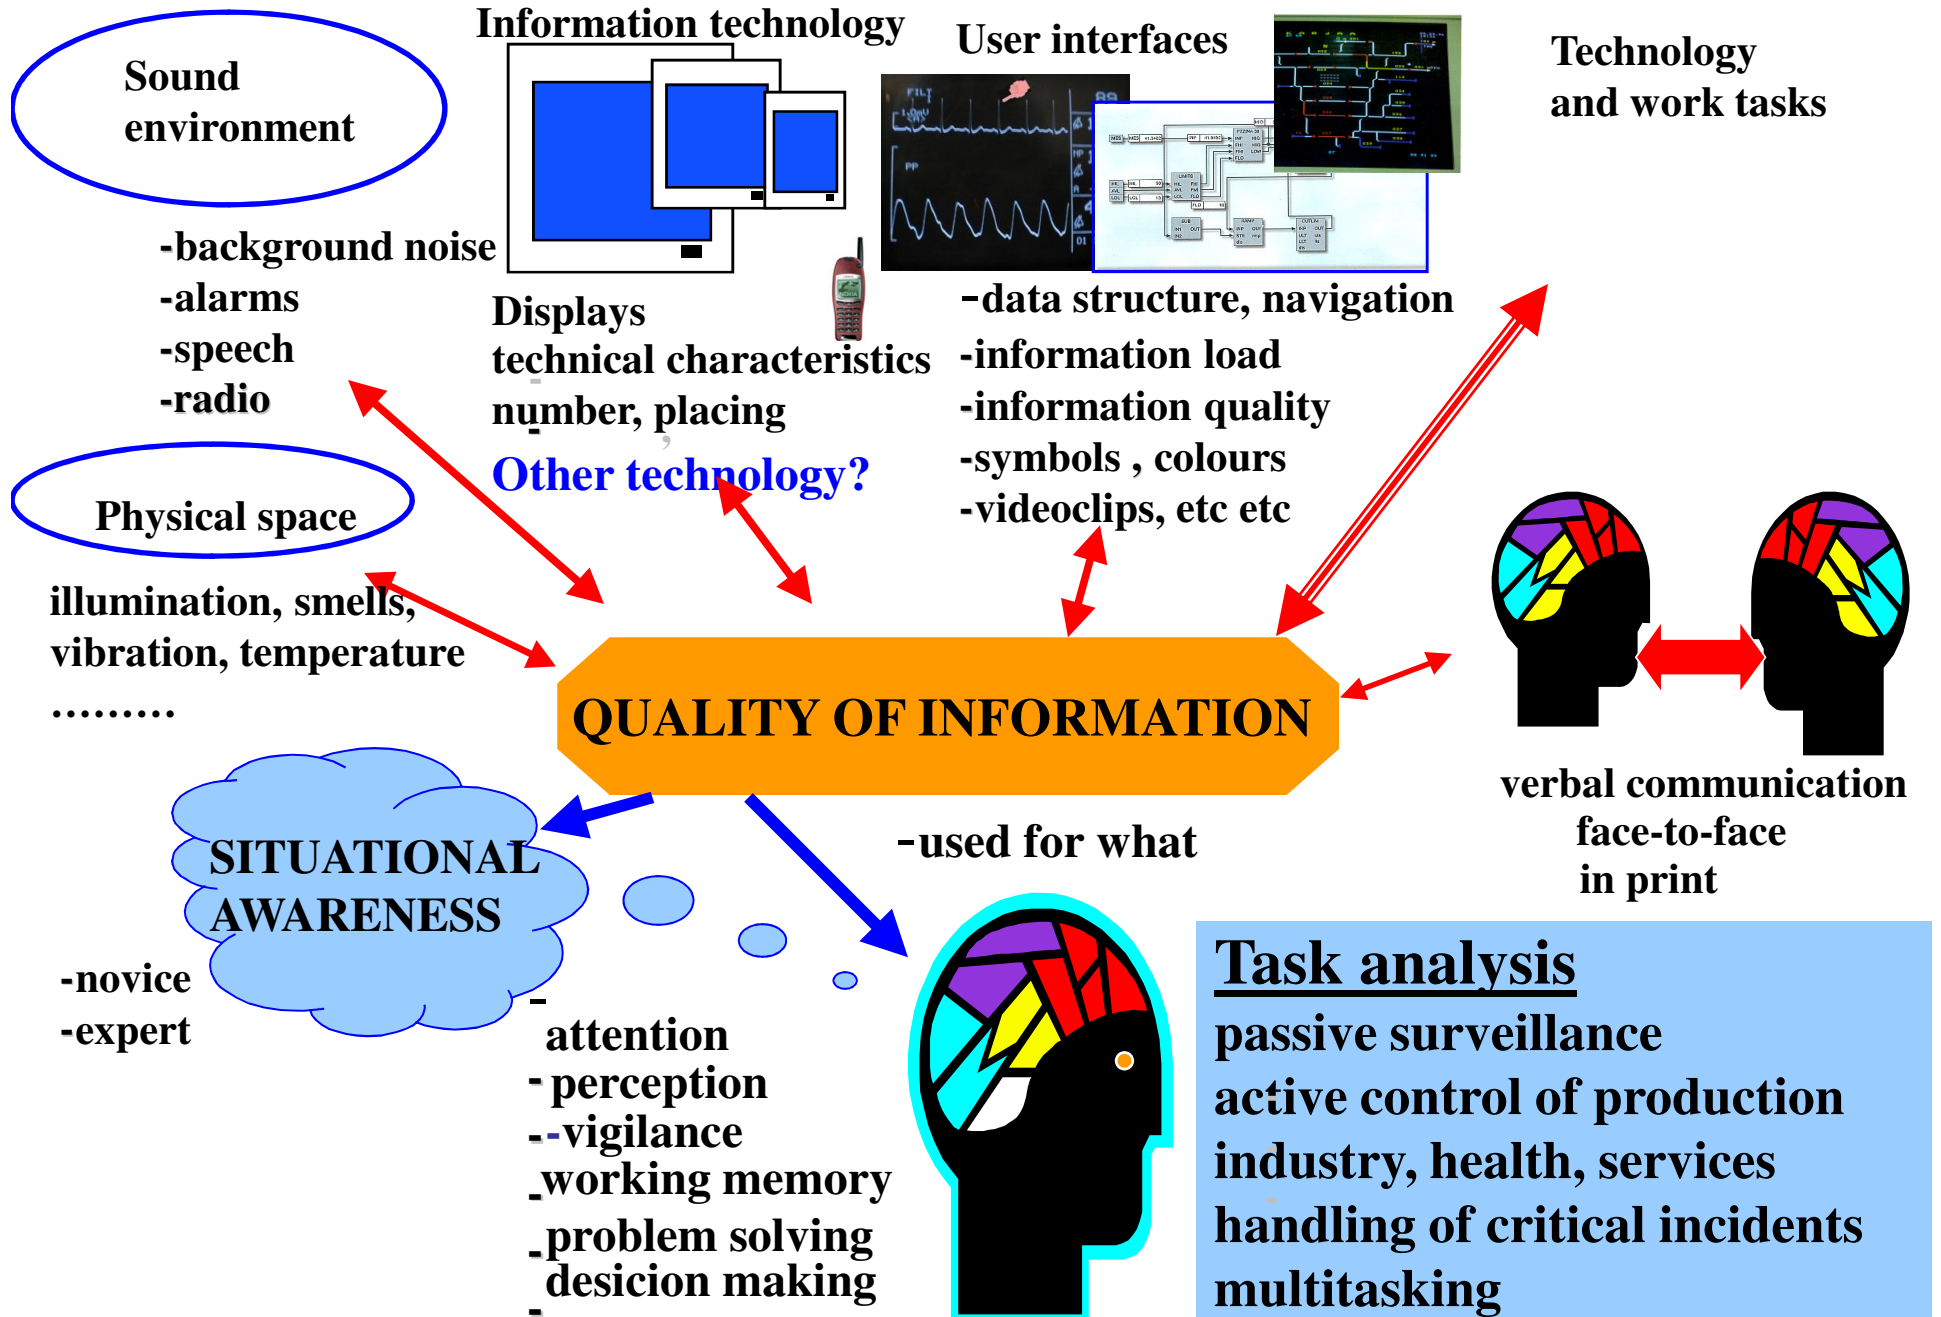 Information technology
User interfaces
Technology
and work tasks
Sound
environment
-background noise
-alarms
-speech
-radio
Displays
technical characteristics
number, placing
Other technology?
FILT
89
PP
-data structure, navigation
-information load
-information quality
-symbols , colours
-videoclips, etc etc
Physical space
illumination, smells,
vibration, temperature
.........
QUALITY OF INFORMATION
verbal communication
face-to-face
in print
SITUATIONAL
AWARENESS
-novice
-expert
-used for what
-
attention
-perception
--vigilance
-working memory
-problem solving
desicion making
-
Task analysis
passive surveillance
active control of production
industry, health, services
handling of critical incidents
multitasking